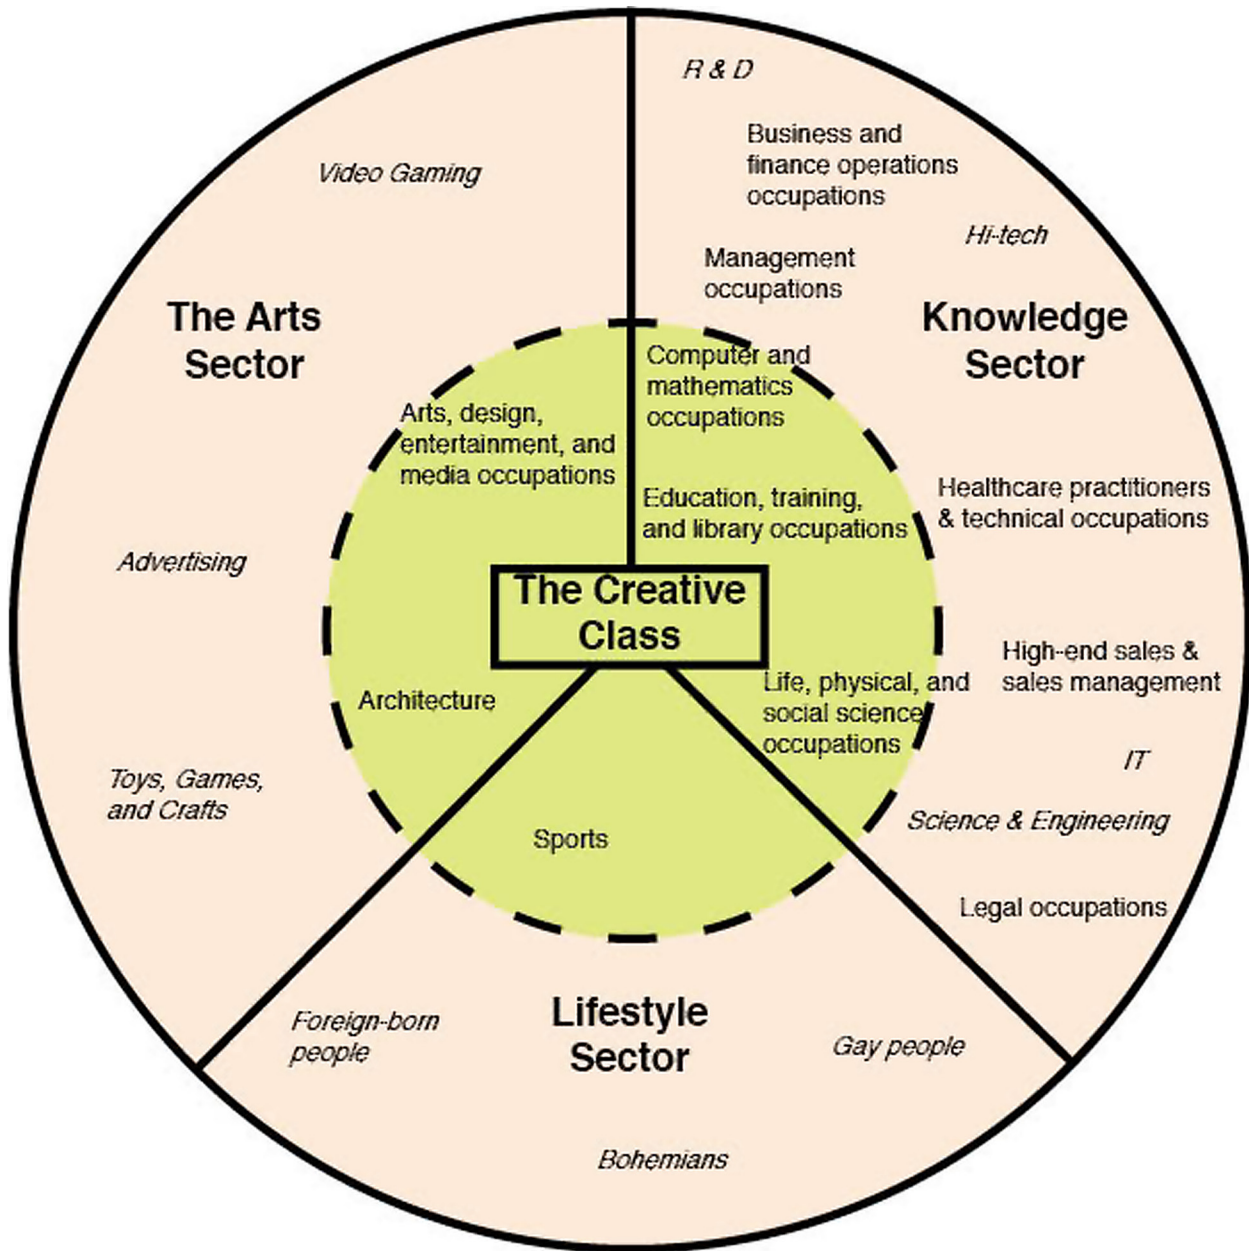 R & D
Business and
finance operations
occupations
Video Gaming
Hi-tech
Management
occupations
The Arts
Sector
Knowledge
Sector
Computer and
mathematics
occupations
Arts, design,
entertainment, and
media occupations
Education, training,
and library occupations
Healthcare practitioners
& technical occupations
Advertising
The Creative
Class
High-end sales &
sales management
Architecture
Life, physical, and
social science
occupations
IT
Toys, Games,
and Crafts
Science & Engineering
Sports
Legal occupations
Foreign-born
people
Lifestyle
Sector
Gay people
Bohemians